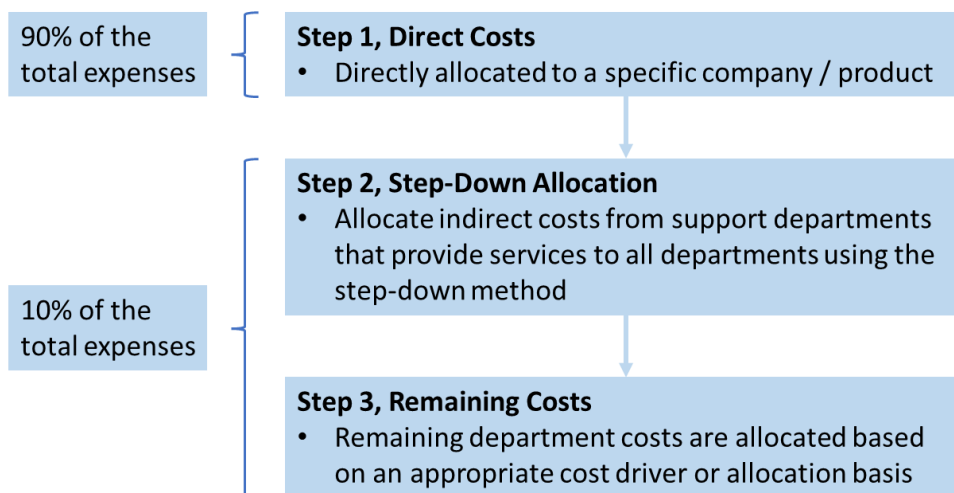 90% of the
total expenses
Step 1, Direct Costs
• Directly allocated to a specific company / product
Step 2, Step-Down Allocation
• Allocate indirect costs from support departments
that provide services to all departments using the
step-down method
10% of the
total expenses
Step 3, Remaining Costs
• Remaining department costs are allocated based
on an appropriate cost driver or allocation basis